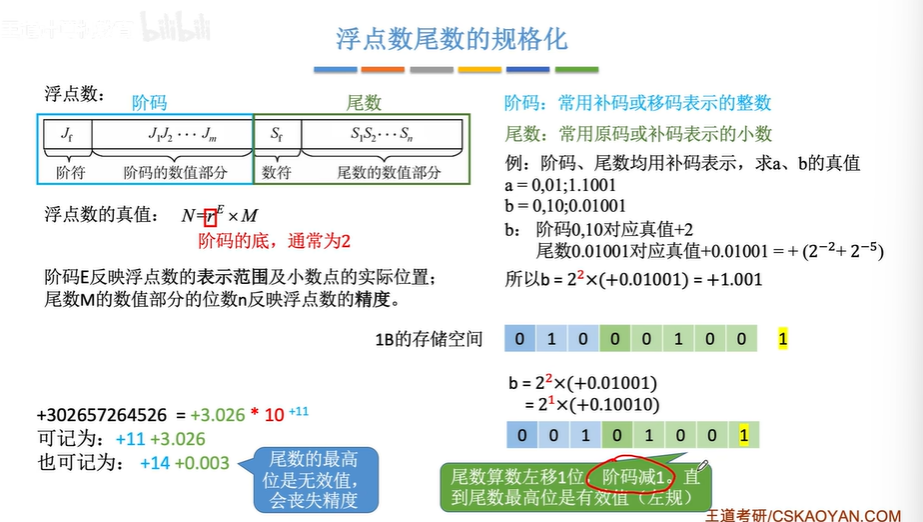 bilibili
浮点数尾数的规格化
浮点数:
阶码
尾数
Jf J1J2 ⋯ Jm Sf S1S2⋯ Sn
阶符 阶码的数值部分 数符 尾数的数值部分
浮点数的真值: N=r^E × M
阶码的底,通常为2
阶码E反映浮点数的表示范围及小数点的实际位置;
尾数M的数值部分的位数n反映浮点数的精度。
阶码:常用补码或移码表示的整数
尾数:常用原码或补码表示的小数
例:阶码、尾数均用补码表示,求a、b的真值
a = 0,01;1.1001
b = 0,10;0.01001
b: 阶码0,10对应真值+2
尾数0.01001对应真值+0.01001 = + (2^−2+ 2^−5)
所以b = 2^2×(+0.01001) = +1.001
1B的存储空间
0 1 0 0 0 1 0 0 1
b = 2^2×(+0.01001)
= 2^1×(+0.10010)
0 0 1 0 1 0 0 1
+302657264526 = +3.026 * 10 ^+11
可记为: +11 +3.026
也可记为: +14 +0.003
尾数的最高
位是无效值,
会丧失精度
尾数算数左移1位,阶码减1。直
到尾数最高位是有效值(左规)
王道考研/CSKAOYAN.COM